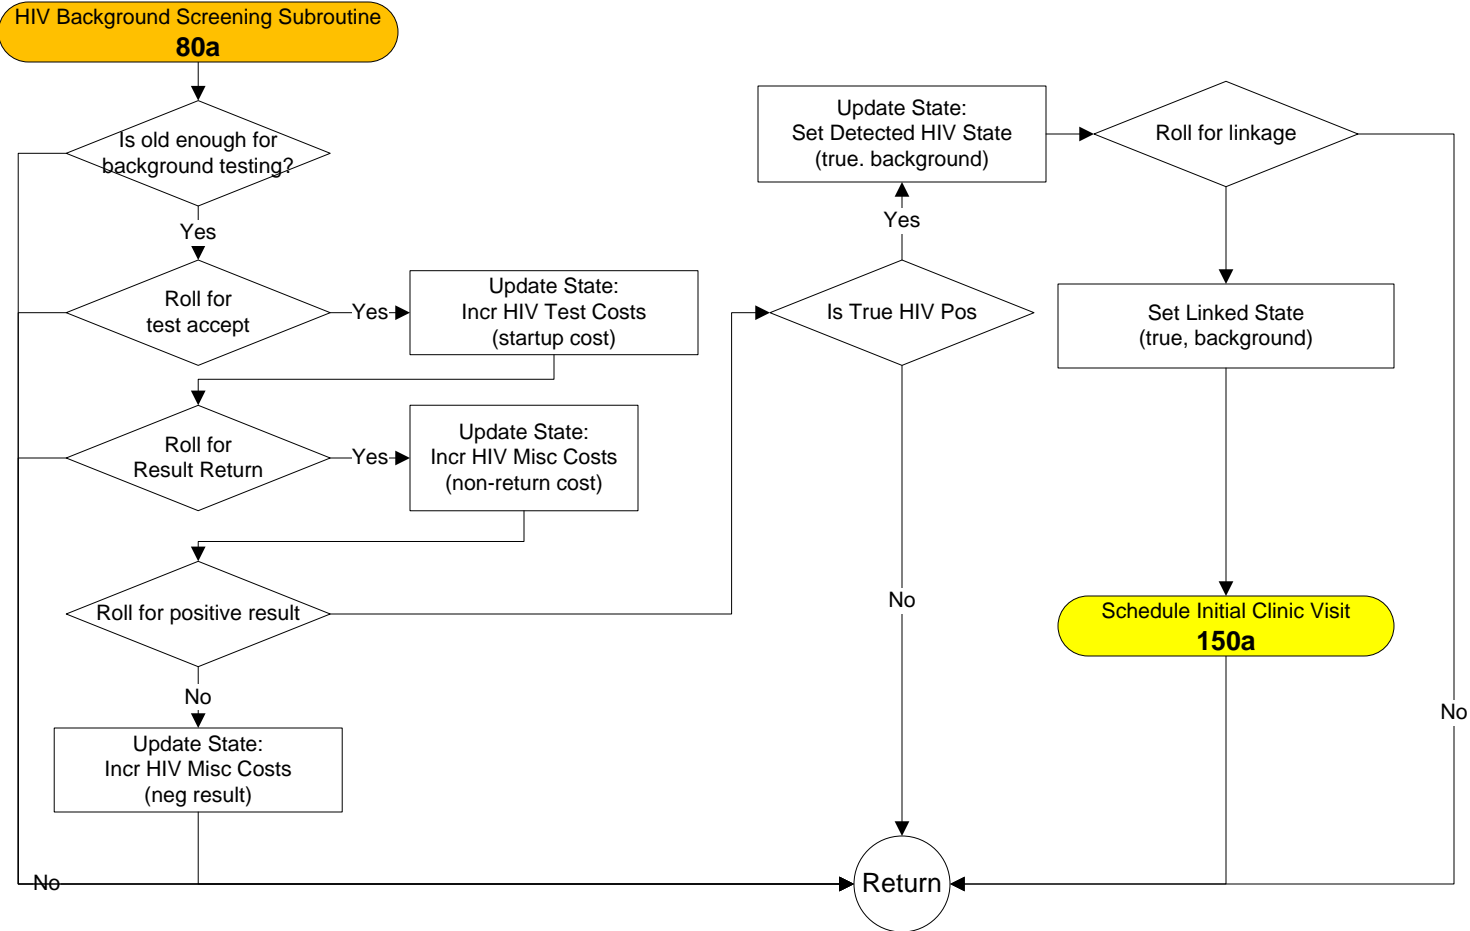 HIV Background Screening Subroutine
80a
Is old enough for
background testing?
Yes
Roll for
test accept
Yes
Update State:
Incr HIV Test Costs
(startup cost)
Roll for
Result Return
Yes
Update State:
Incr HIV Misc Costs
(non-return cost)
Roll for positive result
No
Update State:
Incr HIV Misc Costs
(neg result)
No
Update State:
Set Detected HIV State
(true. background)
Yes
Is True HIV Pos
No
Roll for linkage
Set Linked State
(true, background)
Schedule Initial Clinic Visit
150a
No
Return